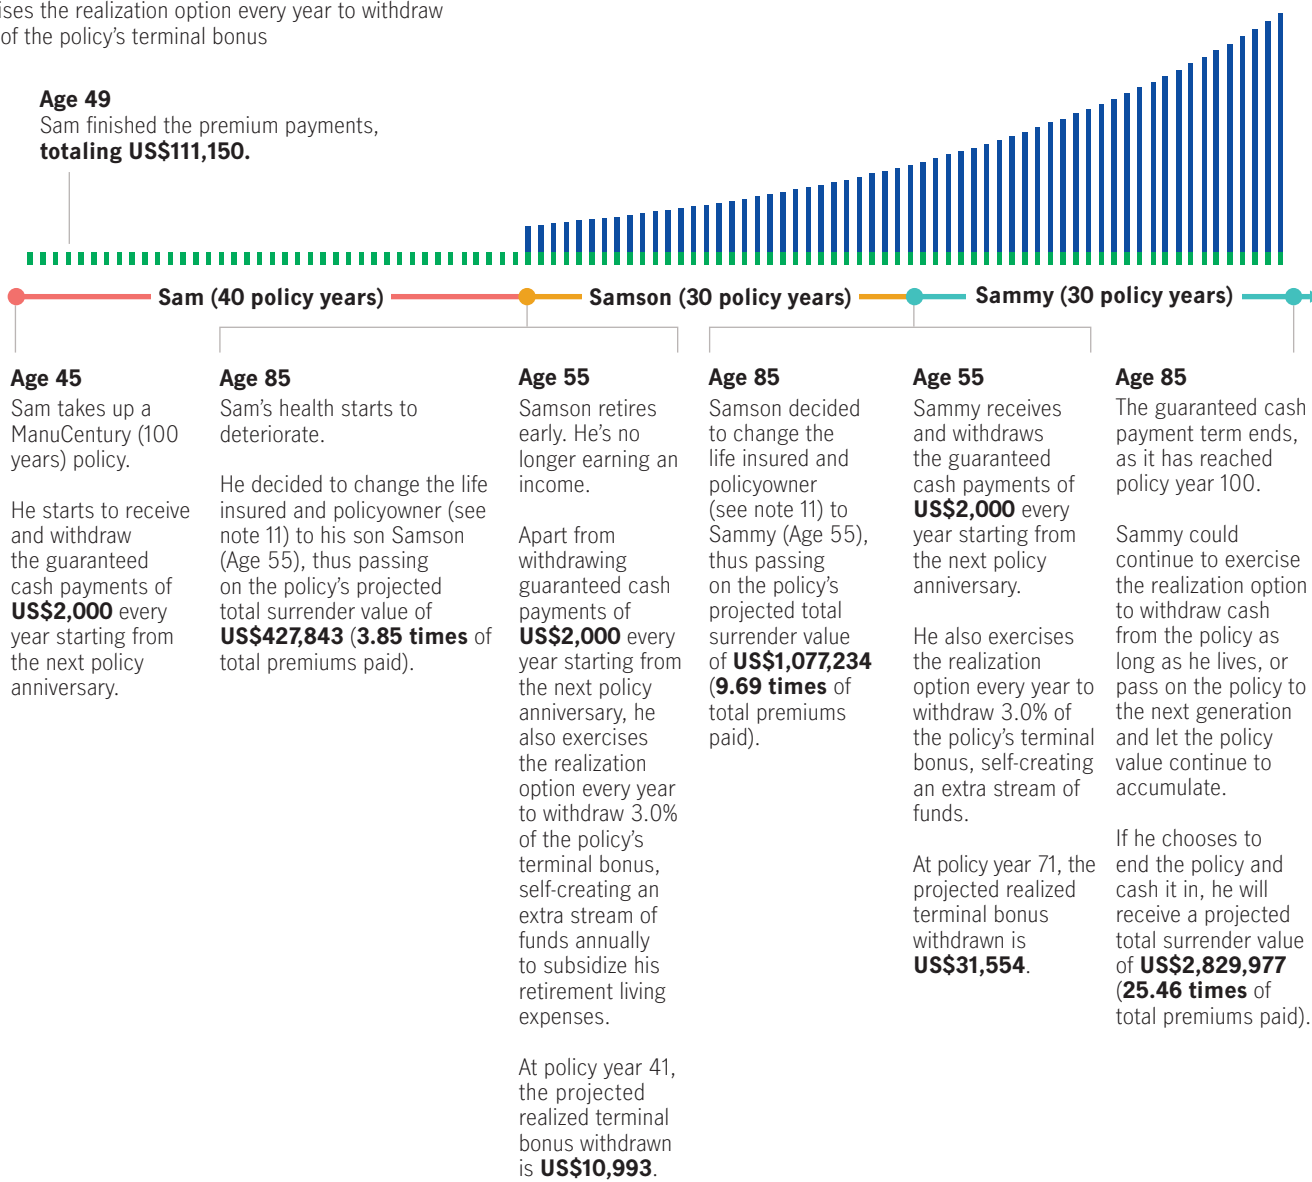 ises the realization option every year to withdraw
of the policy’s terminal bonus
Age 49
Sam finished the premium payments,
totaling US$111,150.
Sam (40 policy years)
Samson (30 policy years)
Sammy (30 policy years)
Age 45
Sam takes up a
ManuCentury (100
years) policy.
He starts to receive
and withdraw
the guaranteed
cash payments of
US$2,000 every
year starting from
the next policy
anniversary.
Age 85
Sam’s health starts to
deteriorate.
He decided to change the life
insured and policyowner (see
note 11) to his son Samson
(Age 55), thus passing
on the policy’s projected
total surrender value of
US$427,843 (3.85 times of
total premiums paid).
Age 55
Samson retires
early. He’s no
longer earning an
income.
Apart from
withdrawing
guaranteed cash
payments of
US$2,000 every
year starting from
the next policy
anniversary, he
also exercises
the realization
option every year
to withdraw 3.0%
of the policy’s
terminal bonus,
self-creating an
extra stream of
funds annually
to subsidize his
retirement living
expenses.
At policy year 41,
the projected
realized terminal
bonus withdrawn
is US$10,993.
Age 85
Samson decided
to change the
life insured and
policyowner
(see note 11) to
Sammy (Age 55),
thus passing
on the policy’s
projected total
surrender value
of US$1,077,234
(9.69 times of
total premiums
paid).
Age 55
Sammy receives
and withdraws
the guaranteed
cash payments of
US$2,000 every
year starting from
the next policy
anniversary.
He also exercises
the realization
option every year to
withdraw 3.0% of
the policy’s terminal
bonus, self-creating
an extra stream of
funds.
At policy year 71, the
projected realized
terminal bonus
withdrawn is
US$31,554.
Age 85
The guaranteed cash
payment term ends,
as it has reached
policy year 100.
Sammy could
continue to exercise
the realization option
to withdraw cash
from the policy as
long as he lives, or
pass on the policy to
the next generation
and let the policy
value continue to
accumulate.
If he chooses to
end the policy and
cash it in, he will
receive a projected
total surrender value
of US$2,829,977
(25.46 times of
total premiums paid).